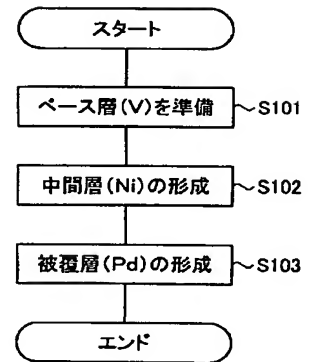 スタート
ベース層(V)を準備 S101
中間層(Ni)の形成 S102
被覆層(Pd)の形成 S103
エンド